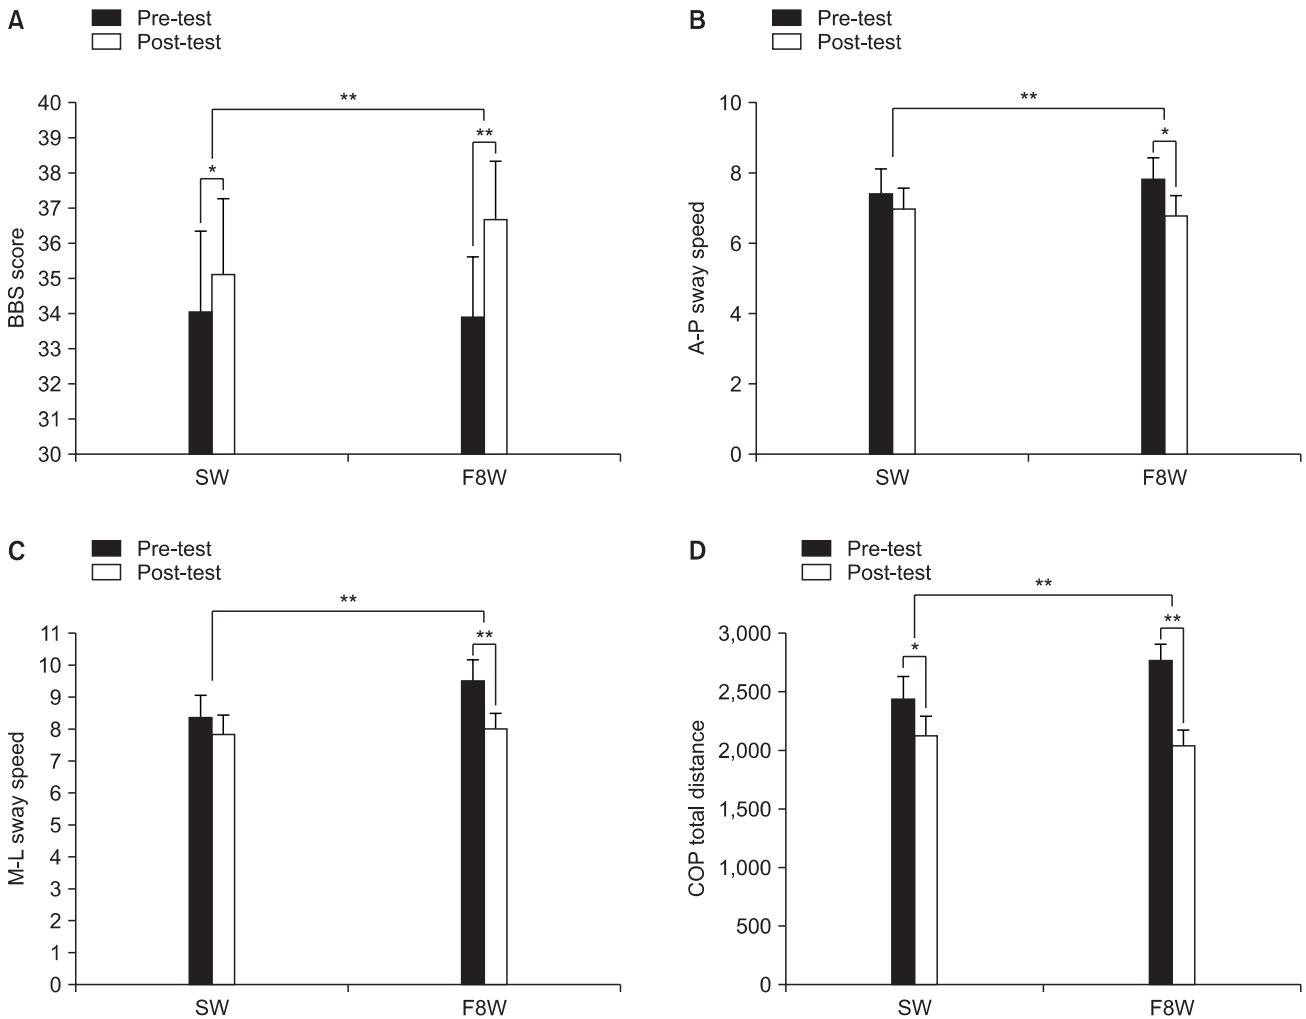 A
Pre-test
Post-test
BBS score
40
39
38
37
36
35
34
33
32
31
30
**
*
**
SW
F8W
B
Pre-test
Post-test
A-P sway speed
10
8
6
4
2
0
**
*
SW
F8W
C
Pre-test
Post-test
M-L sway speed
11
10
9
8
7
6
5
4
3
2
1
0
**
**
SW
F8W
D
Pre-test
Post-test
COP total distance
3,000
2,500
2,000
1,500
1,000
500
0
**
*
**
SW
F8W